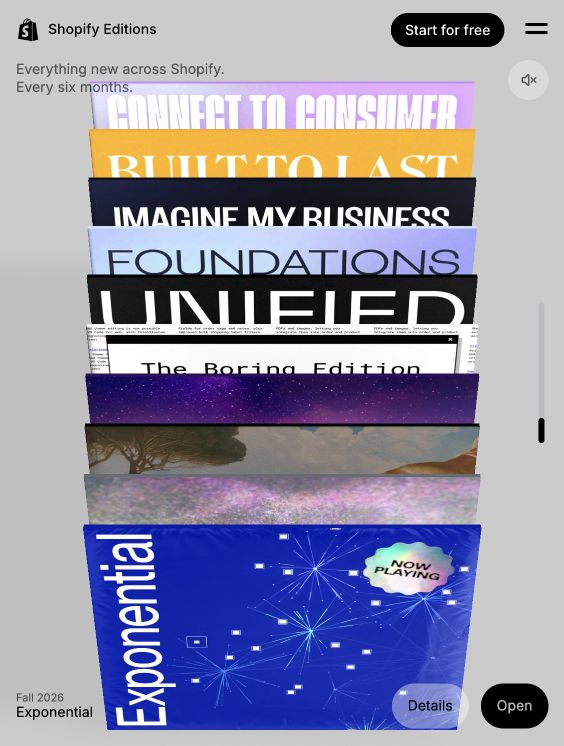 Shopify Editions
Start for free
Everything new across Shopify.
Every six months.
CONNECT TO CONSUMER
BUILT TO LAST
IMAGINE MY BUSINESS
FOUNDATIONS
UNIFIED
The Boring Edition
Exponential
NOW
PLAYING
Fall 2026
Exponential
Details
Open